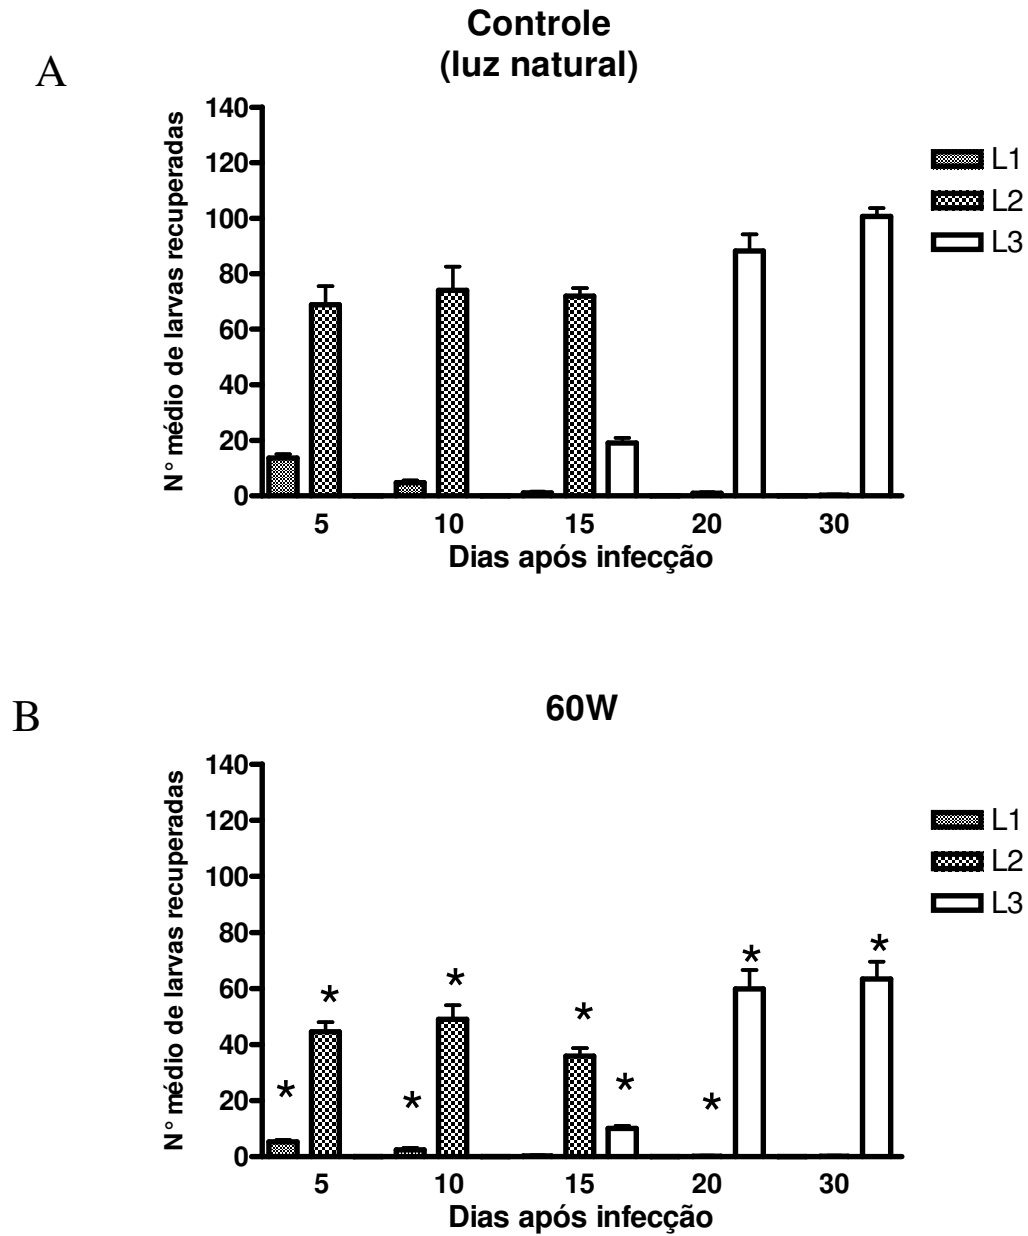 Controle
(luz natural)
A
N° médio de larvas recuperadas
140
120
100
80
60
40
20
0
5 10 15 20 30
Dias após infecção
L1
L2
L3
60W
B
N° médio de larvas recuperadas
140
120
100
80
60
40
20
0
* * * * * * * * *
5 10 15 20 30
Dias após infecção
L1
L2
L3